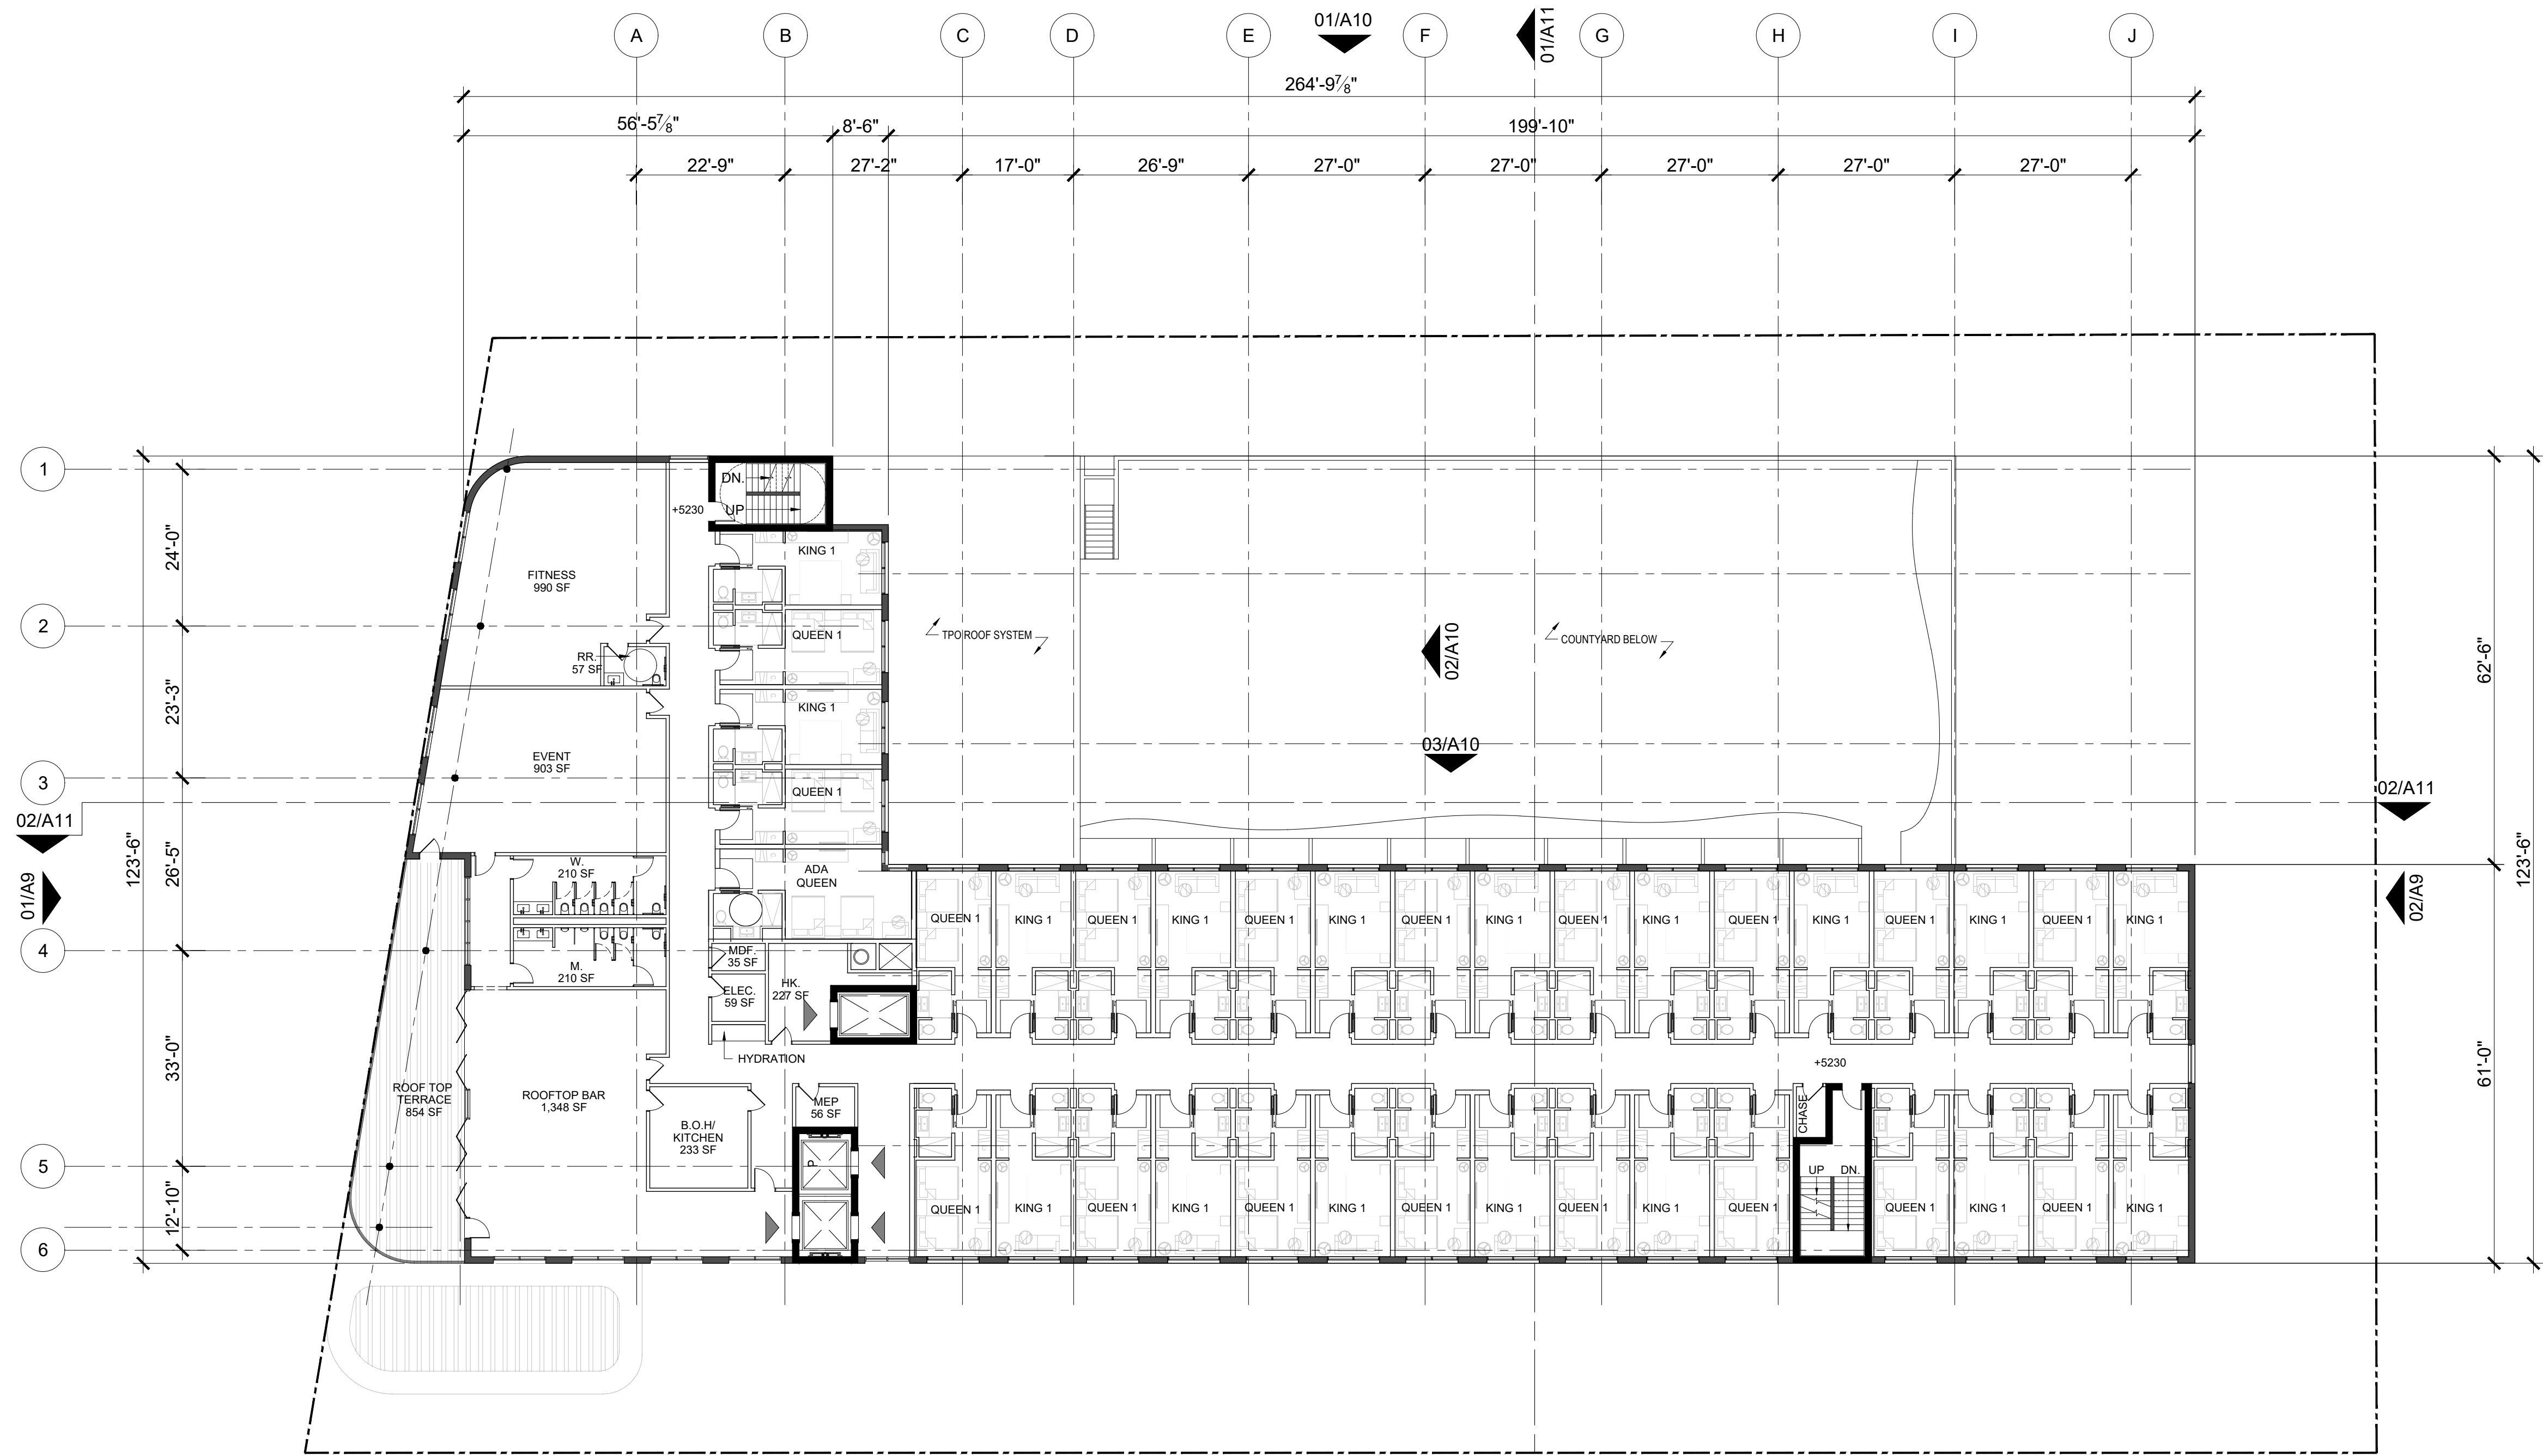 A B C D E 01/A10 F 01/A11 G H I J
264'-9⅞"
56'-5⅞" 8'-6" 199'-10"
22'-9" 27'-2" 17'-0" 26'-9" 27'-0" 27'-0" 27'-0" 27'-0" 27'-0"
1
2
3
4
5
6
24'-0"
23'-3"
26'-5"
33'-0"
12'-10"
123'-6"
02/A11
01/A9
DN.
UP
+5230
FITNESS
990 SF
RR.
57 SF
EVENT
903 SF
W.
210 SF
M.
210 SF
ROOF TOP
TERRACE
854 SF
ROOFTOP BAR
1,348 SF
B.O.H/
KITCHEN
233 SF
KING 1
QUEEN 1
KING 1
QUEEN 1
ADA
QUEEN
MDF.
35 SF
ELEC.
59 SF
HK.
227 SF
HYDRATION
MEP
56 SF
P
TPO ROOF SYSTEM
02/A10
COURTYARD BELOW
03/A10
QUEEN 1 KING 1 QUEEN 1 KING 1 QUEEN 1 KING 1 QUEEN 1 KING 1 QUEEN 1 KING 1 QUEEN 1 KING 1 QUEEN 1 KING 1 QUEEN 1 KING 1
+5230
CHASE
UP DN.
QUEEN 1 KING 1 QUEEN 1 KING 1 QUEEN 1 KING 1 QUEEN 1 KING 1 QUEEN 1 KING 1 QUEEN 1 QUEEN 1 KING 1 QUEEN 1 KING 1
62'-6"
61'-0"
123'-6"
02/A11
02/A9